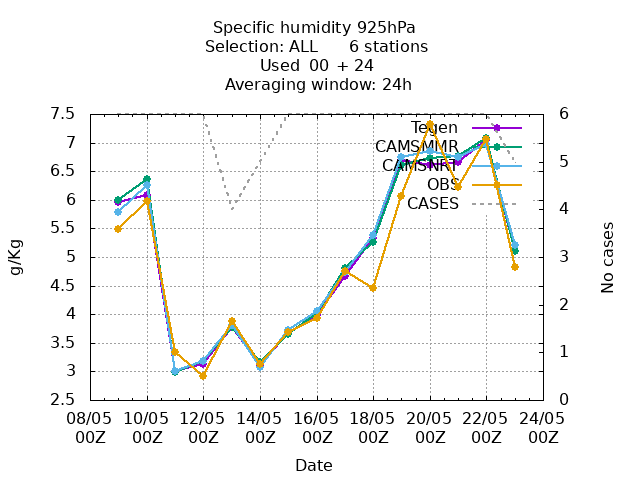 Specific humidity 925hPa
Selection: ALL 6 stations
Used 00 + 24
Averaging window: 24h
7.5
7
6.5
6
5.5
5
4.5
4
3.5
3
2.5
g/Kg
Tegen
CAMSMMR
CAMSNRT
OBS
CASES
6
5
4
3
2
1
0
No cases
08/05 10/05 12/05 14/05 16/05 18/05 20/05 22/05 24/05
00Z 00Z 00Z 00Z 00Z 00Z 00Z 00Z 00Z
Date